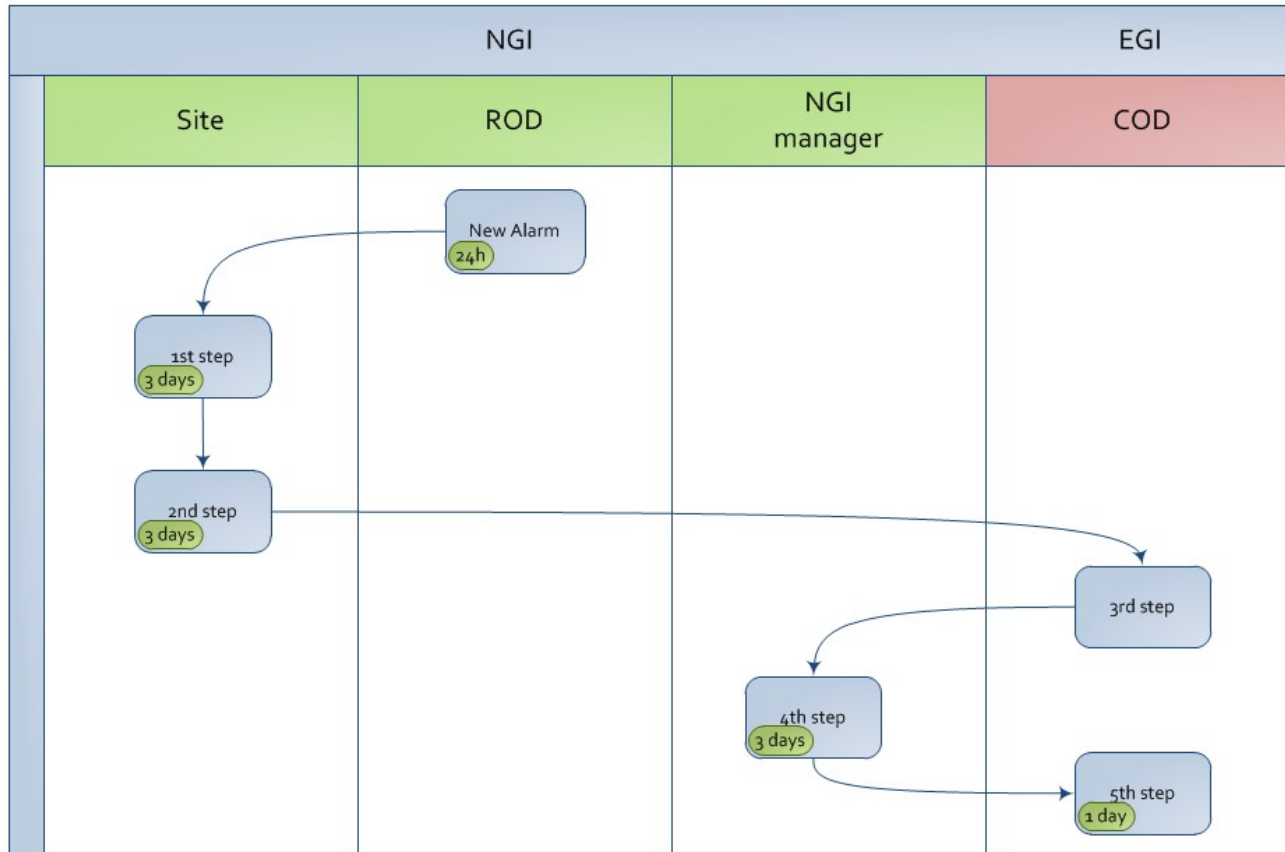 NGI
EGI
Site
ROD
NGI
manager
COD
New Alarm
24h
1st step
3 days
2nd step
3 days
3rd step
4th step
3 days
5th step
1 day